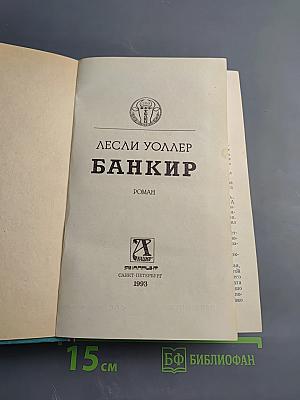 ЛЕСЛИ УОЛЛЕР
БАНКИР
РОМАН
САНКТ-ПЕТЕРБУРГ
1993
15 см
БФ БИБЛИОФАН